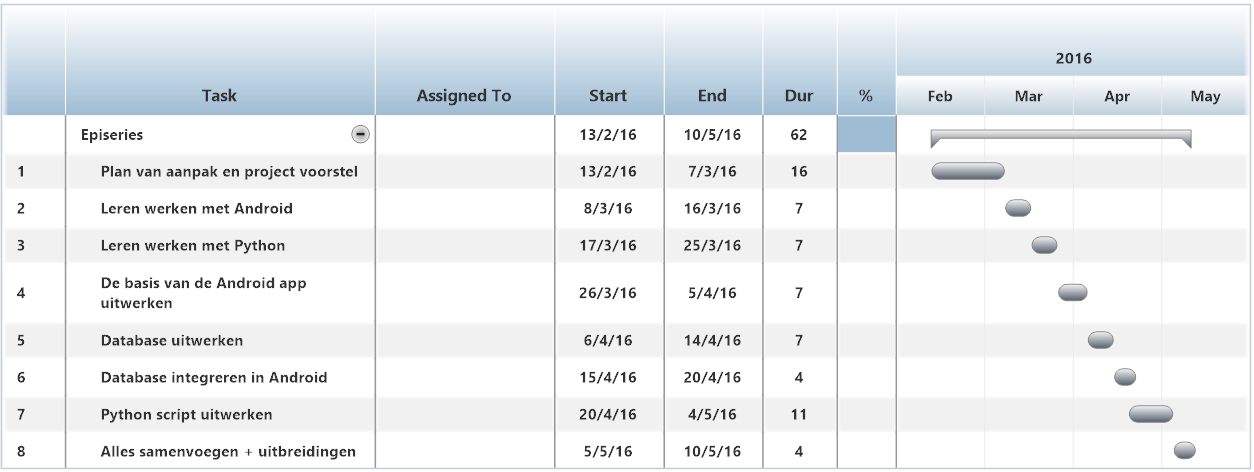 2016
Task Assigned To Start End Dur % Feb Mar Apr May
Episeries 13/2/16 10/5/16 62
1 Plan van aanpak en project voorstel 13/2/16 7/3/16 16
2 Leren werken met Android 8/3/16 16/3/16 7
3 Leren werken met Python 17/3/16 25/3/16 7
4 De basis van de Android app
uitwerken 26/3/16 5/4/16 7
5 Database uitwerken 6/4/16 14/4/16 7
6 Database integreren in Android 15/4/16 20/4/16 4
7 Python script uitwerken 20/4/16 4/5/16 11
8 Alles samenvoegen + uitbreidingen 5/5/16 10/5/16 4